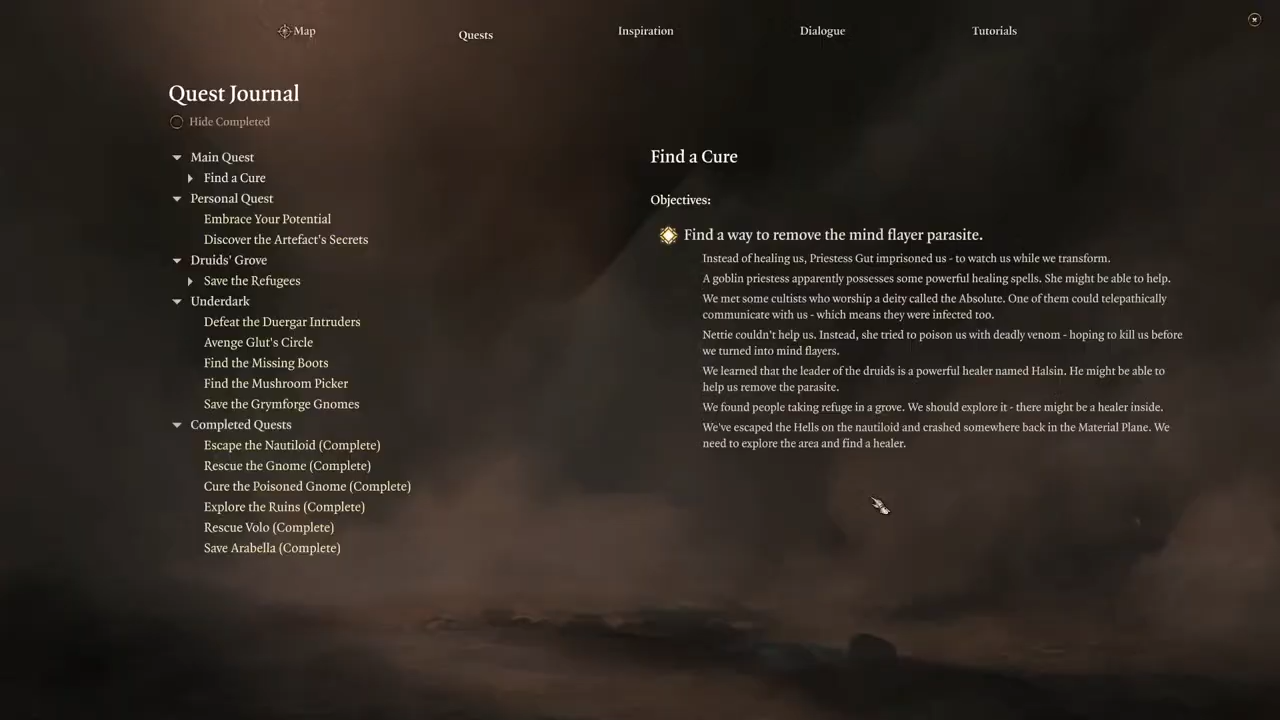 Map
Quests
Inspiration
Dialogue
Tutorials
Quest Journal
Hide Completed
Main Quest
Find a Cure
Personal Quest
Embrace Your Potential
Discover the Artefact's Secrets
Druids' Grove
Save the Refugees
Underdark
Defeat the Duergar Intruders
Avenge Glut's Circle
Find the Missing Boots
Find the Mushroom Picker
Save the Grymforge Gnomes
Completed Quests
Escape the Nautiloid (Complete)
Rescue the Gnome (Complete)
Cure the Poisoned Gnome (Complete)
Explore the Ruins (Complete)
Rescue Volo (Complete)
Save Arabella (Complete)
Find a Cure
Objectives:
Find a way to remove the mind flayer parasite.
Instead of healing us, Priestess Gut imprisoned us - to watch us while we transform.
A goblin priestess apparently possesses some powerful healing spells. She might be able to help.
We met some cultists who worship a deity called the Absolute. One of them could telepathically
communicate with us - which means they were infected too.
Nettie couldn't help us. Instead, she tried to poison us with deadly venom - hoping to kill us before
we turned into mind flayers.
We learned that the leader of the druids is a powerful healer named Halsin. He might be able to
help us remove the parasite.
We found people taking refuge in a grove. We should explore it - there might be a healer inside.
We've escaped the Hells on the nautiloid and crashed somewhere back in the Material Plane. We
need to explore the area and find a healer.